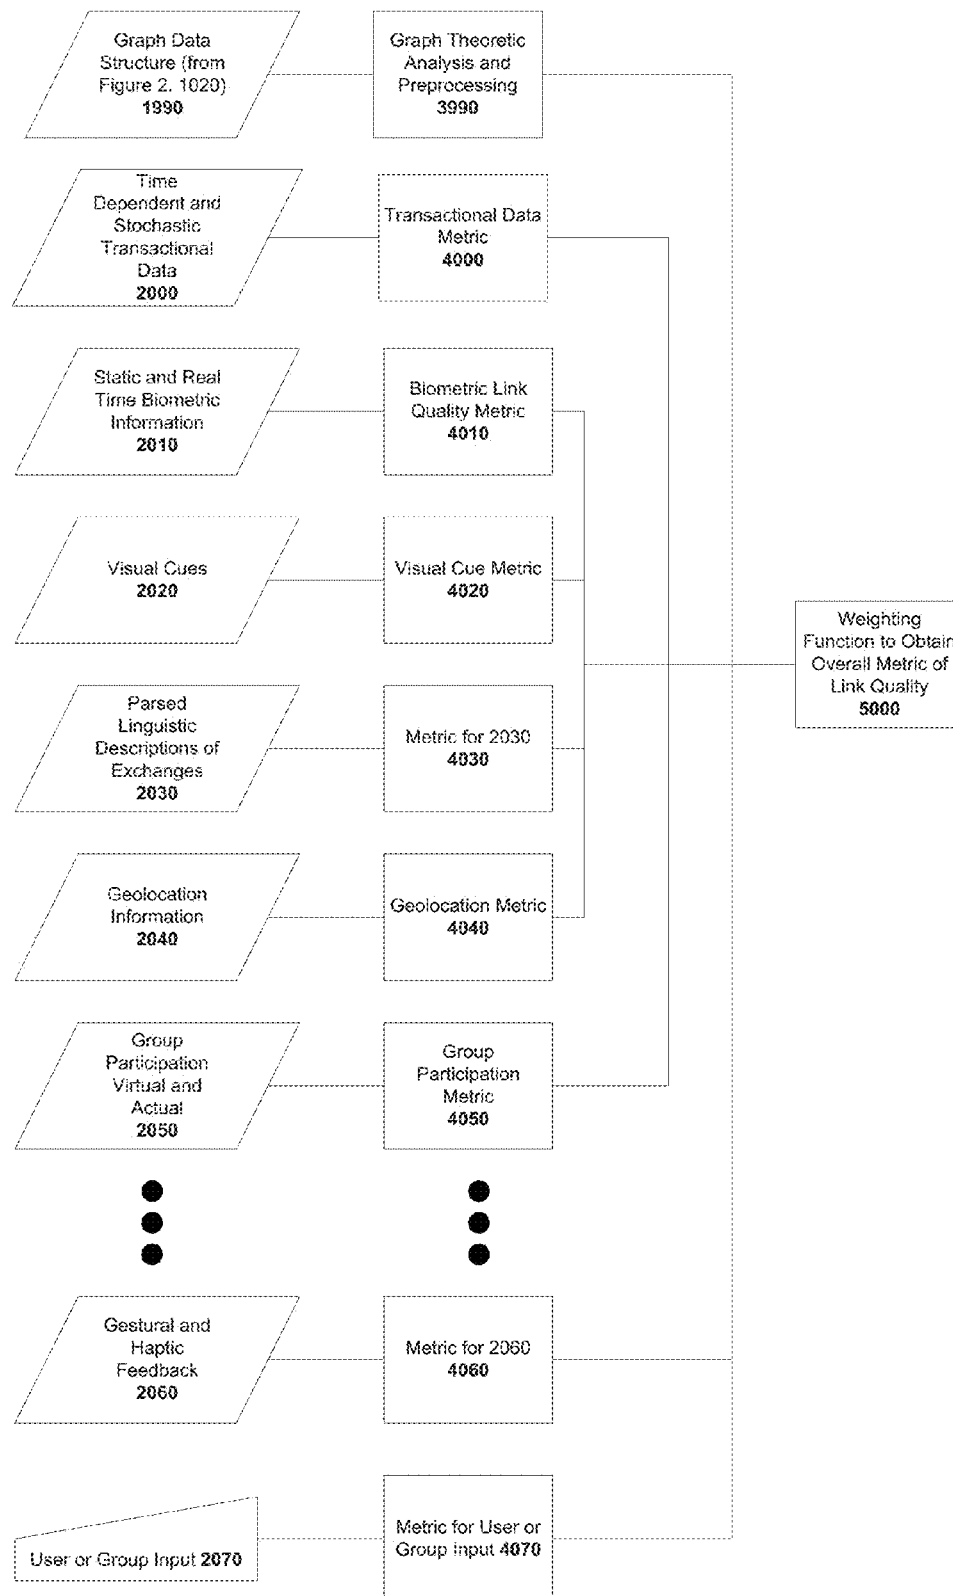 Graph Data
Structure (from
Figure 2. 1020)
1990
Graph Theoretic
Analysis and
Preprocessing
3990
Time
Dependent and
Stochastic
Transactional
Data
2000
Transactional Data
Metric
4000
Static and Real
Time Biometric
Information
2010
Biometric Link
Quality Metric
4010
Visual Cues
2020
Visual Cue Metric
4020
Weighting
Function to Obtain
Overall Metric of
Link Quality
5000
Parsed
Linguistic
Descriptions of
Exchanges
2030
Metric for 2030
4030
Geolocation
Information
2040
Geolocation Metric
4040
Group
Participation
Virtual and
Actual
2050
Group
Participation
Metric
4050
Gestural and
Haptic
Feedback
2060
Metric for 2060
4060
User or Group Input 2070
Metric for User or
Group Input 4070